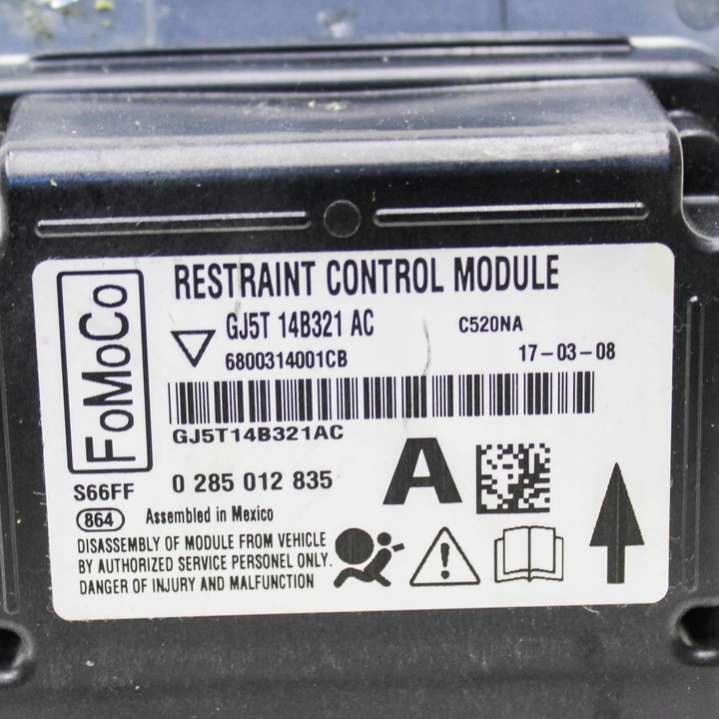 FoMoCo
RESTRAINT CONTROL MODULE
GJ5T 14B321 AC
C520NA
6800314001CB
17-03-08
GJ5T14B321AC
S66FF
0 285 012 835
A
864
Assembled in Mexico
DISASSEMBLY OF MODULE FROM VEHICLE
BY AUTHORIZED SERVICE PERSONEL ONLY.
DANGER OF INJURY AND MALFUNCTION